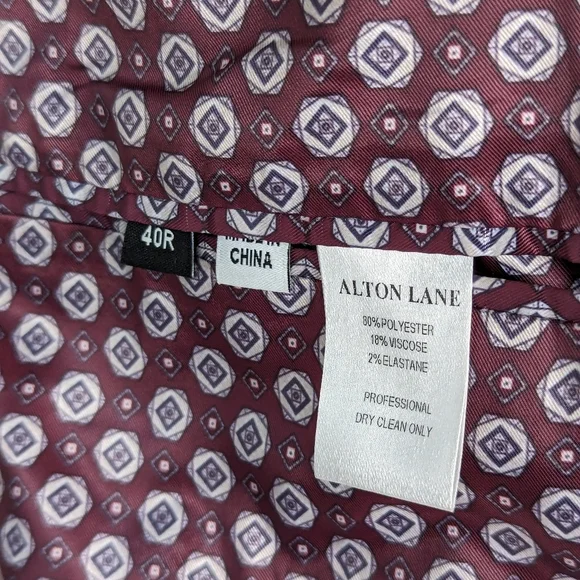 40R
MADE IN
CHINA
ALTON LANE
80%POLYESTER
18%VISCOSE
2%ELASTANE
PROFESSIONAL
DRY CLEAN ONLY